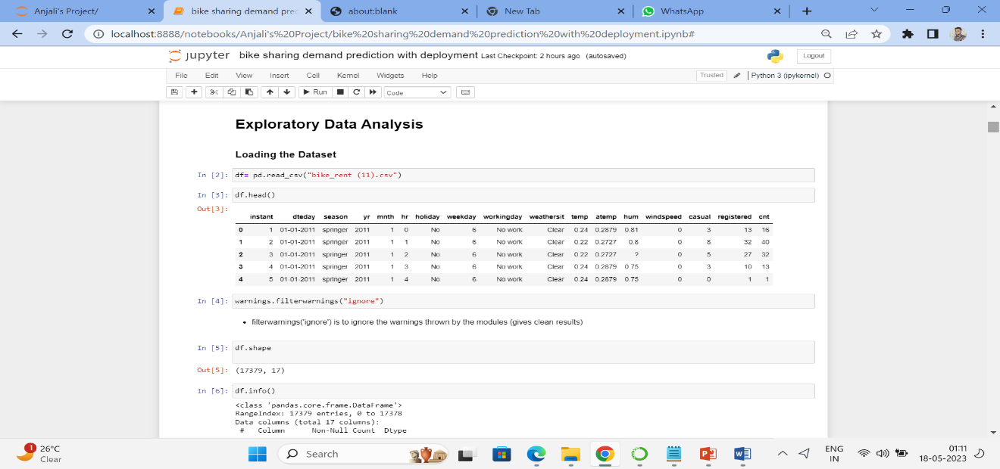 Anjali's Project/ bike sharing demand prec about:blank New Tab WhatsApp
localhost:8888/notebooks/Anjali's%20Project/bike%20sharing%20demand%20prediction%20with%20deployment.ipynb#
jupyter bike sharing demand prediction with deployment Last Checkpoint: 2 hours ago (autosaved) Logout
File Edit View Insert Cell Kernel Widgets Help Trusted Python 3 (ipykernel)
Run Code
Exploratory Data Analysis
Loading the Dataset
In [2]: df= pd.read_csv("bike_rent (11).csv")
In [3]: df.head()
Out[3]:
instant dteday season yr mnth hr holiday weekday workingday weathersit temp atemp hum windspeed casual registered cnt
0 1 01-01-2011 springer 2011 1 0 No 6 No work Clear 0.24 0.2879 0.81 0 3 13 16
1 2 01-01-2011 springer 2011 1 1 No 6 No work Clear 0.22 0.2727 0.8 0 8 32 40
2 3 01-01-2011 springer 2011 1 2 No 6 No work Clear 0.22 0.2727 ? 0 5 27 32
3 4 01-01-2011 springer 2011 1 3 No 6 No work Clear 0.24 0.2879 0.75 0 3 10 13
4 5 01-01-2011 springer 2011 1 4 No 6 No work Clear 0.24 0.2879 0.75 0 0 1 1
In [4]: warnings.filterwarnings("ignore")
• filterwarnings('ignore') is to ignore the warnings thrown by the modules (gives clean results)
In [5]: df.shape
Out[5]: (17379, 17)
In [6]: df.info()
<class 'pandas.core.frame.DataFrame'>
RangeIndex: 17379 entries, 0 to 17378
Data columns (total 17 columns):
# Column Non-Null Count Dtype
1 26°C
Clear
Search
ENG
IN
01:11
18-05-2023